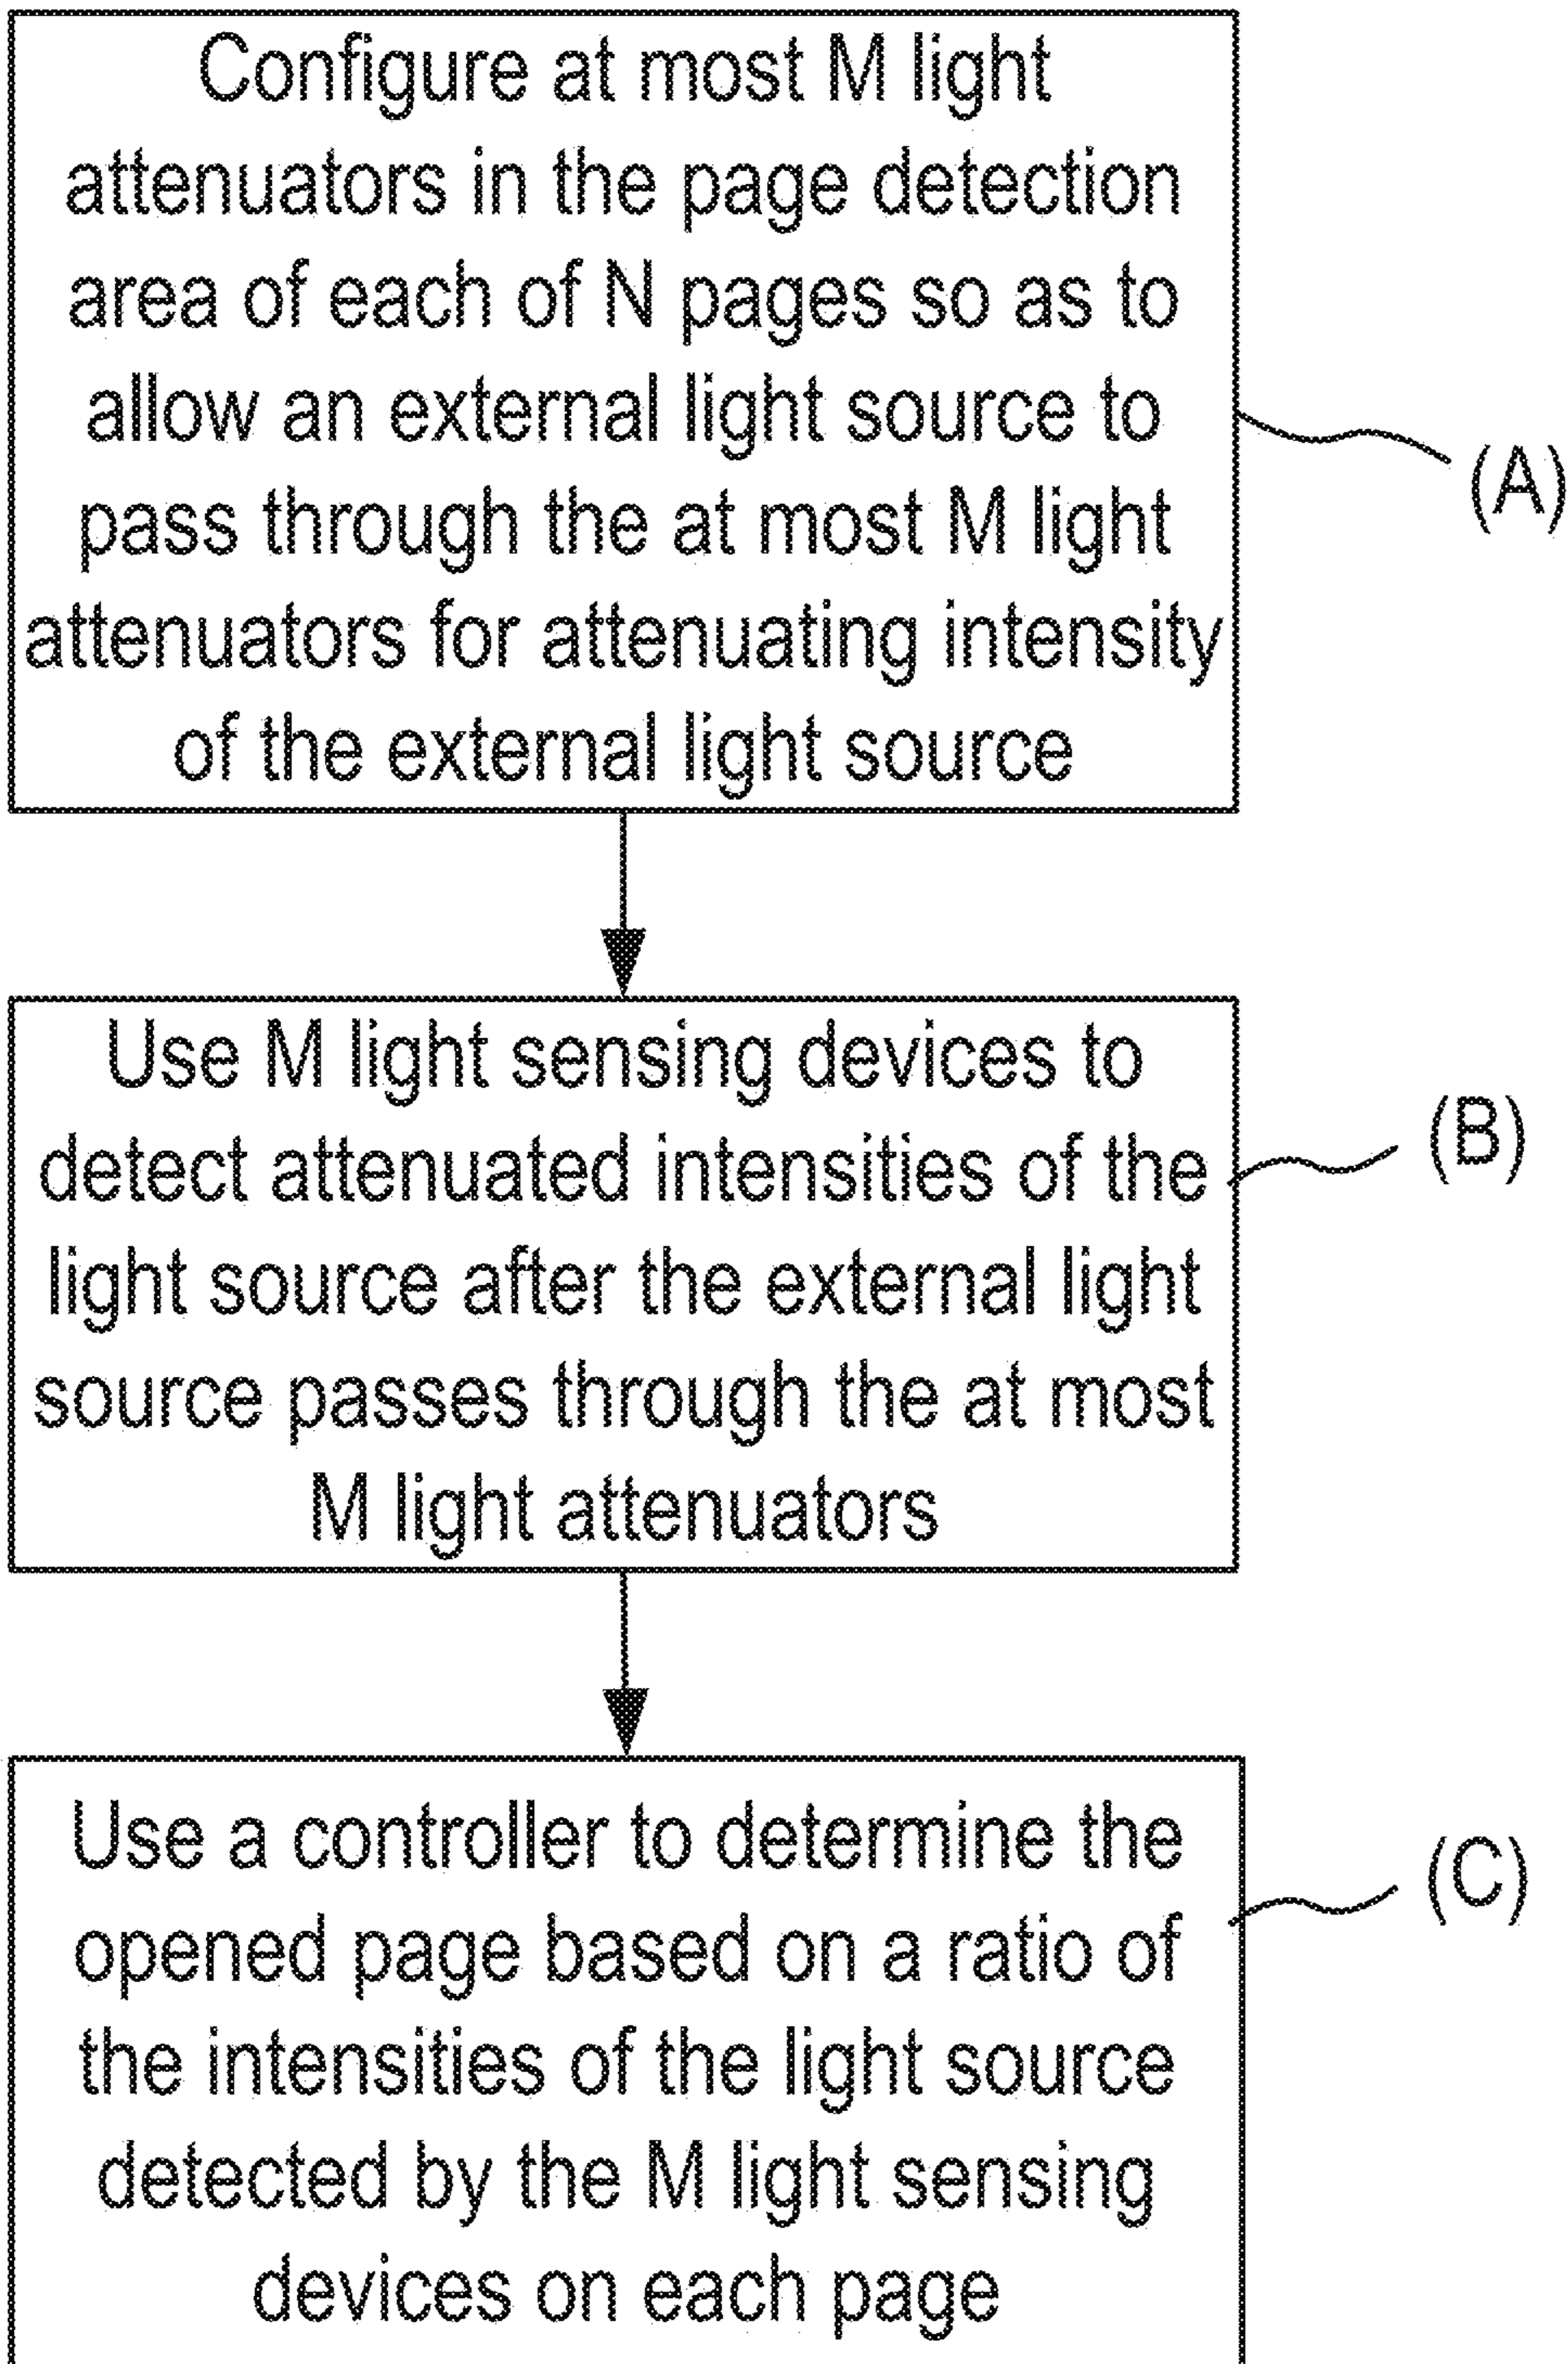 Configure at most M light
attenuators in the page detection
area of each of N pages so as to
allow an external light source to
pass through the at most M light
attenuators for attenuating intensity
of the external light source
(A)
Use M light sensing devices to
detect attenuated intensities of the
light source after the external light
source passes through the at most
M light attenuators
(B)
Use a controller to determine the
opened page based on a ratio of
the intensities of the light source
detected by the M light sensing
devices on each page
(C)